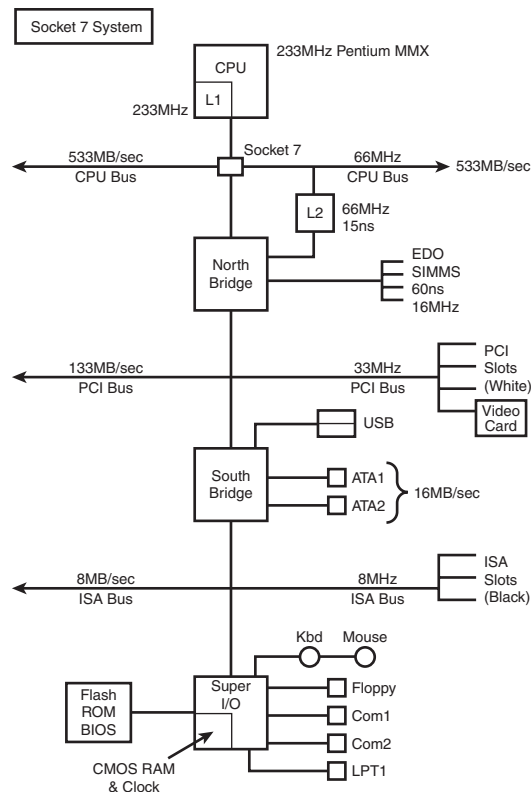 Socket 7 System
233MHz Pentium MMX
CPU
L1
233MHz
Socket 7
533MB/sec
CPU Bus
66MHz
CPU Bus
533MB/sec
L2
66MHz
15ns
North
Bridge
EDO
SIMMS
60ns
16MHz
133MB/sec
PCI Bus
33MHz
PCI Bus
PCI
Slots
(White)
Video
Card
USB
South
Bridge
ATA1
ATA2
16MB/sec
8MB/sec
ISA Bus
8MHz
ISA Bus
ISA
Slots
(Black)
Kbd
Mouse
Flash
ROM
BIOS
Super
I/O
Floppy
Com1
Com2
LPT1
CMOS RAM
& Clock